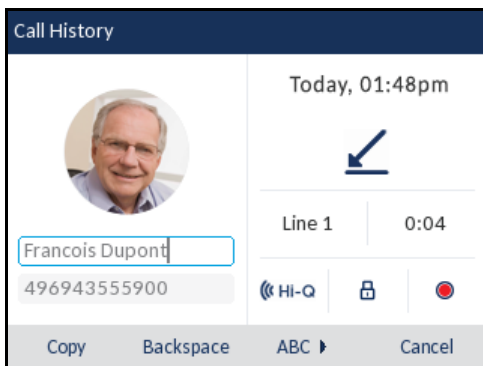 Call History
Today, 01:48pm
Line 1 0:04
Francois Dupont
496943555900
Hi-Q
Copy Backspace ABC Cancel